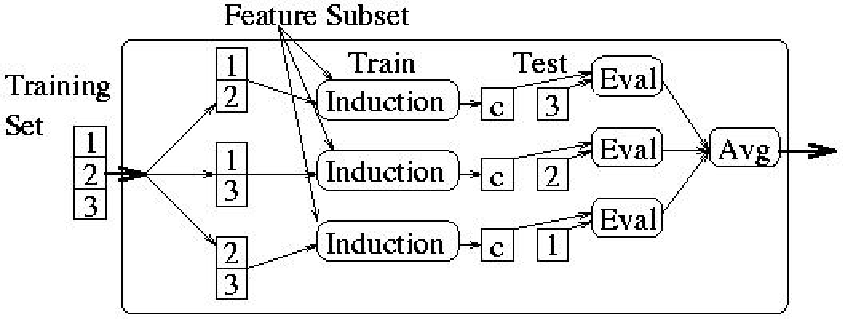 Feature Subset
Training
Set
1
2
3
1
2
1
3
2
3
Train
Test
Induction
c
3
Eval
Induction
c
2
Eval
Induction
c
1
Eval
Avg